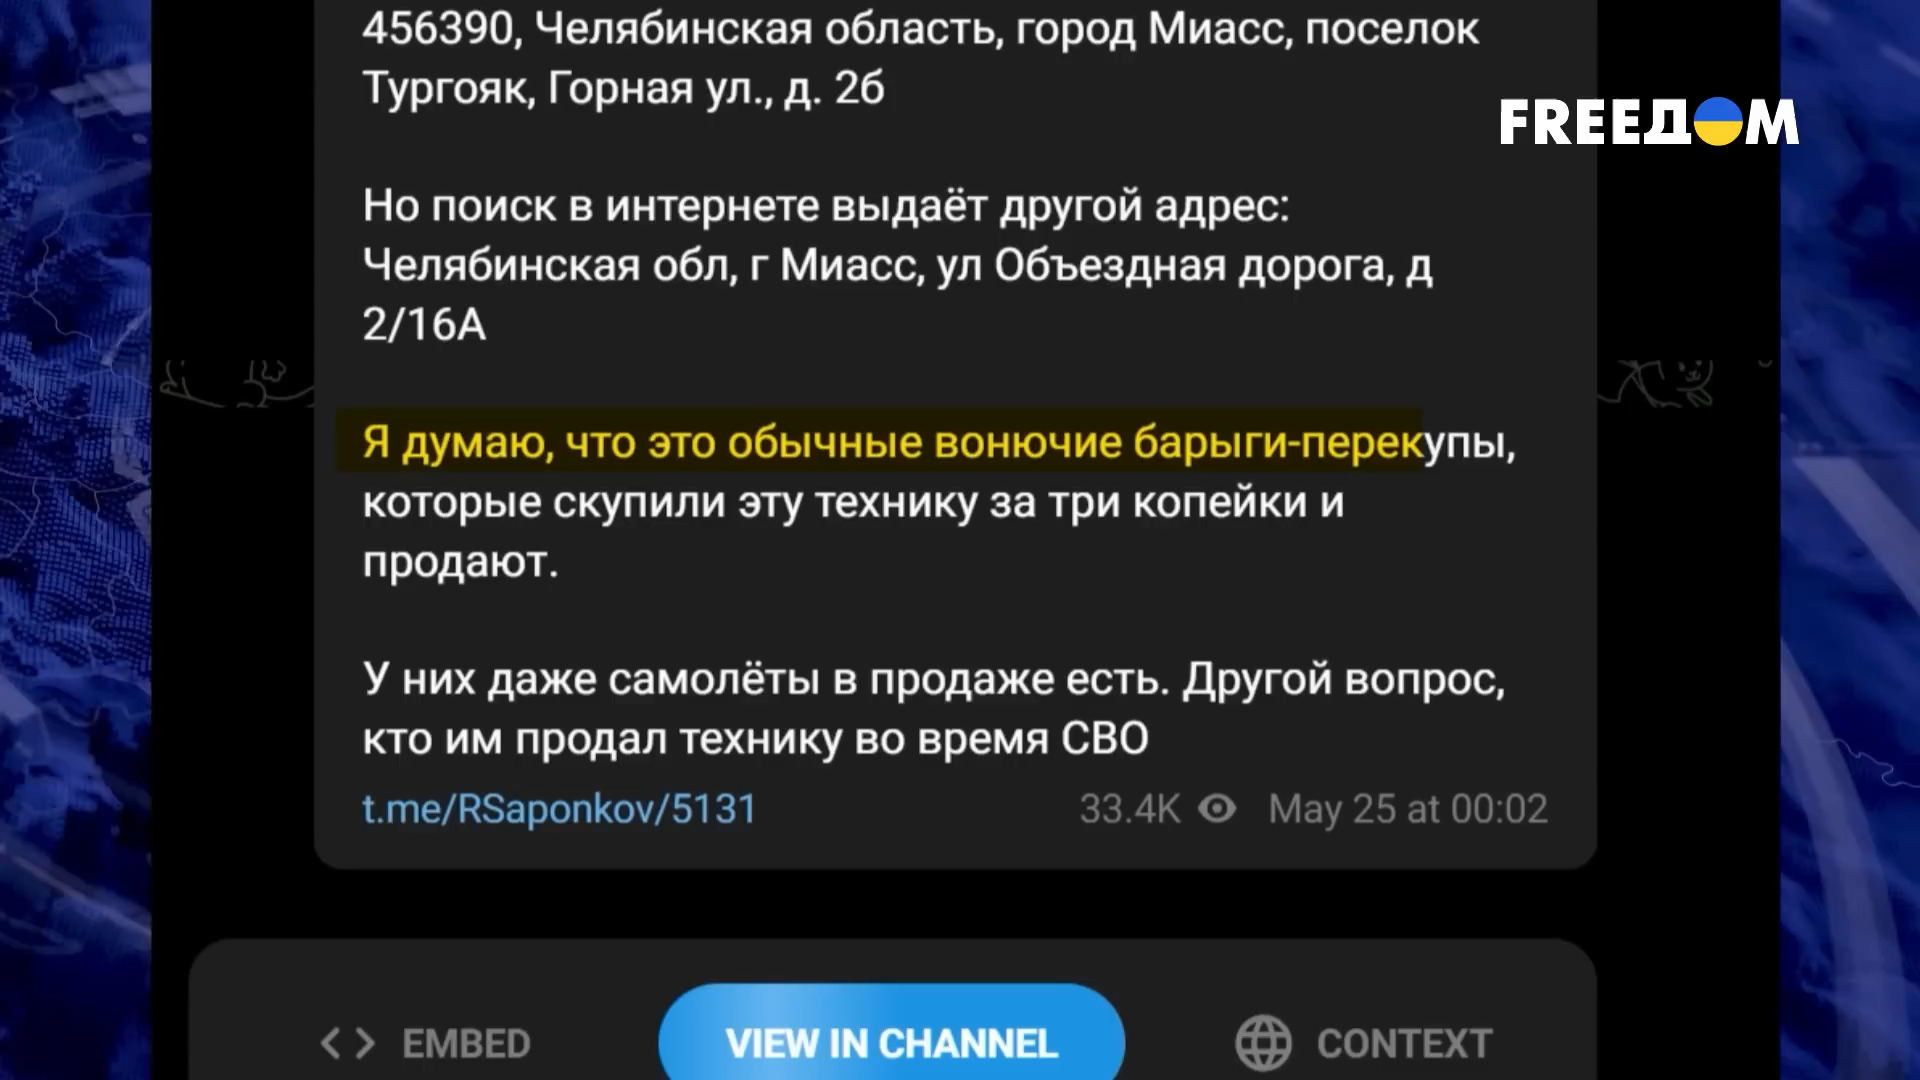 456390, Челябинская область, город Миасс, поселок
Тургояк, Горная ул., д. 2б
FREEДOM
Но поиск в интернете выдаёт другой адрес:
Челябинская обл, г Миасс, ул Объездная дорога, д
2/16А
Я думаю, что это обычные вонючие барыги-перекупы,
которые скупили эту технику за три копейки и
продают.
У них даже самолёты в продаже есть. Другой вопрос,
кто им продал технику во время СВО
t.me/RSaponkov/5131 33.4K May 25 at 00:02
EMBED VIEW IN CHANNEL CONTEXT